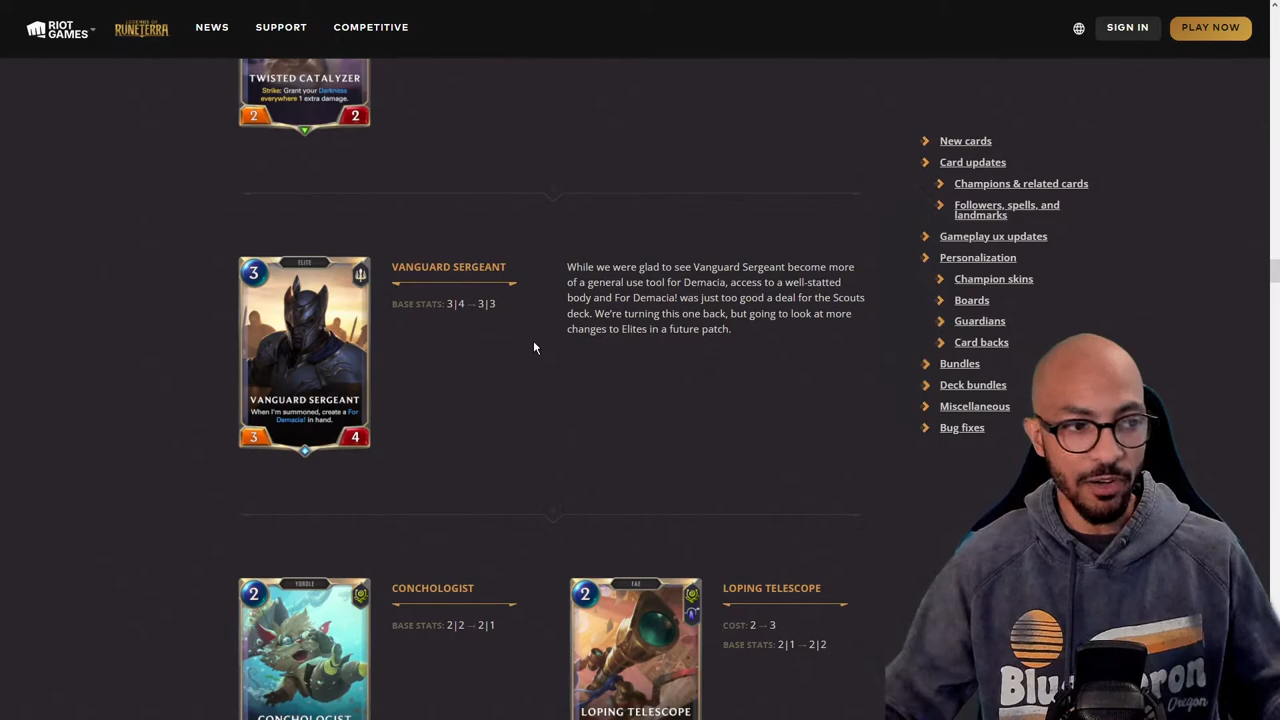 RIOT GAMES
LEGENDS OF RUNETERRA
NEWS
SUPPORT
COMPETITIVE
SIGN IN
PLAY NOW
TWISTED CATALYZER
Strike: Grant your Darkness
everywhere 1 extra damage.
2 2
New cards
Card updates
Champions & related cards
Followers, spells, and
landmarks
Gameplay ux updates
Personalization
Champion skins
Boards
Guardians
Card backs
Bundles
Deck bundles
Miscellaneous
Bug fixes
3
ELITE
VANGUARD SERGEANT
When I'm summoned, create a For
Demacia! in hand.
3 4
VANGUARD SERGEANT
BASE STATS: 3|4 → 3|3
While we were glad to see Vanguard Sergeant become more
of a general use tool for Demacia, access to a well-statted
body and For Demacia! was just too good a deal for the Scouts
deck. We're turning this one back, but going to look at more
changes to Elites in a future patch.
2
YORDLE
CONCHOLOGIST
CONCHOLOGIST
BASE STATS: 2|2 → 2|1
2
FAE
LOPING TELESCOPE
LOPING TELESCOPE
COST: 2 → 3
BASE STATS: 2|1 → 2|2
Oregon